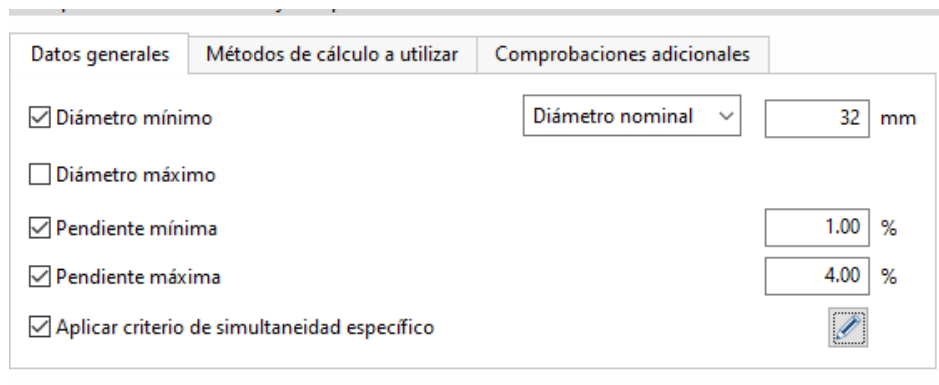 Datos generales Métodos de cálculo a utilizar Comprobaciones adicionales
Diámetro mínimo Diámetro nominal 32 mm
Diámetro máximo
Pendiente mínima 1.00 %
Pendiente máxima 4.00 %
Aplicar criterio de simultaneidad específico